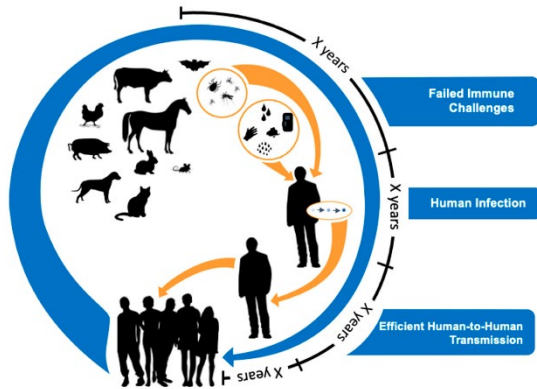 X years
Failed Immune
Challenges
X years
Human Infection
X years
Efficient Human-to-Human
Transmission
X years